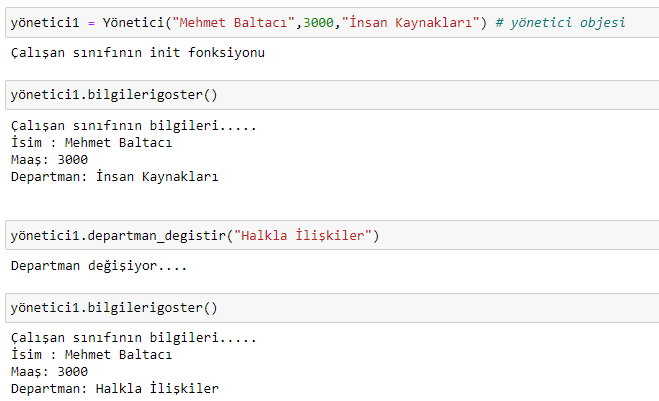 yönetici1 = Yönetici("Mehmet Baltacı",3000,"İnsan Kaynakları") # yönetici objesi
Çalışan sınıfının init fonksiyonu
yönetici1.bilgilerigoster()
Çalışan sınıfının bilgileri.....
İsim : Mehmet Baltacı
Maaş: 3000
Departman: İnsan Kaynakları
yönetici1.departman_degistir("Halkla İlişkiler")
Departman değişiyor....
yönetici1.bilgilerigoster()
Çalışan sınıfının bilgileri.....
İsim : Mehmet Baltacı
Maaş: 3000
Departman: Halkla İlişkiler